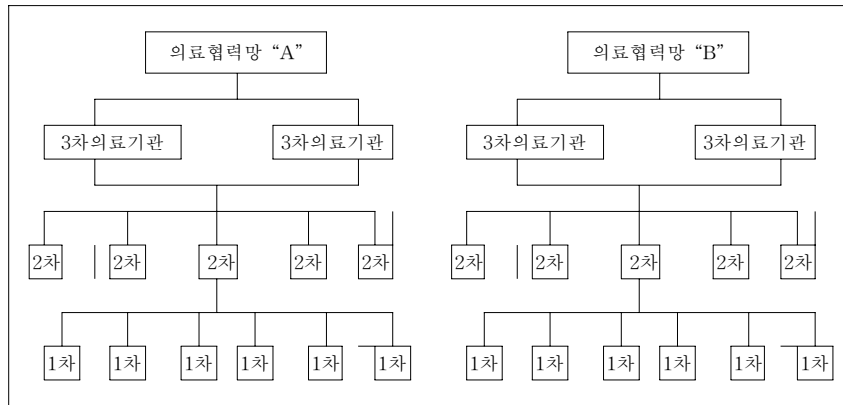 의료협력망 “A” 의료협력망 “B”
3차의료기관 3차의료기관 3차의료기관 3차의료기관
2차 2차 2차 2차 2차 2차 2차 2차 2차 2차
1차 1차 1차 1차 1차 1차 1차 1차 1차 1차 1차 1차